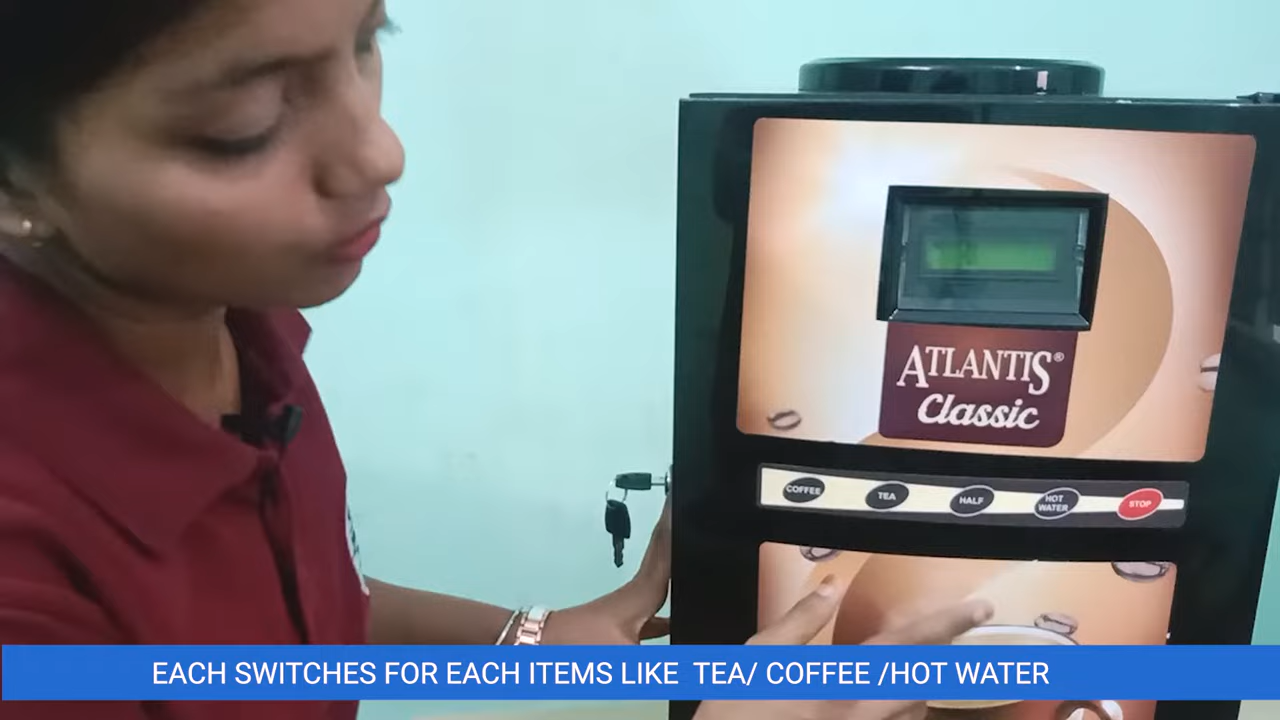 ATLANTIS®
Classic
COFFEE
TEA
HALF
HOT
WATER
STOP
EACH SWITCHES FOR EACH ITEMS LIKE TEA/ COFFEE /HOT WATER